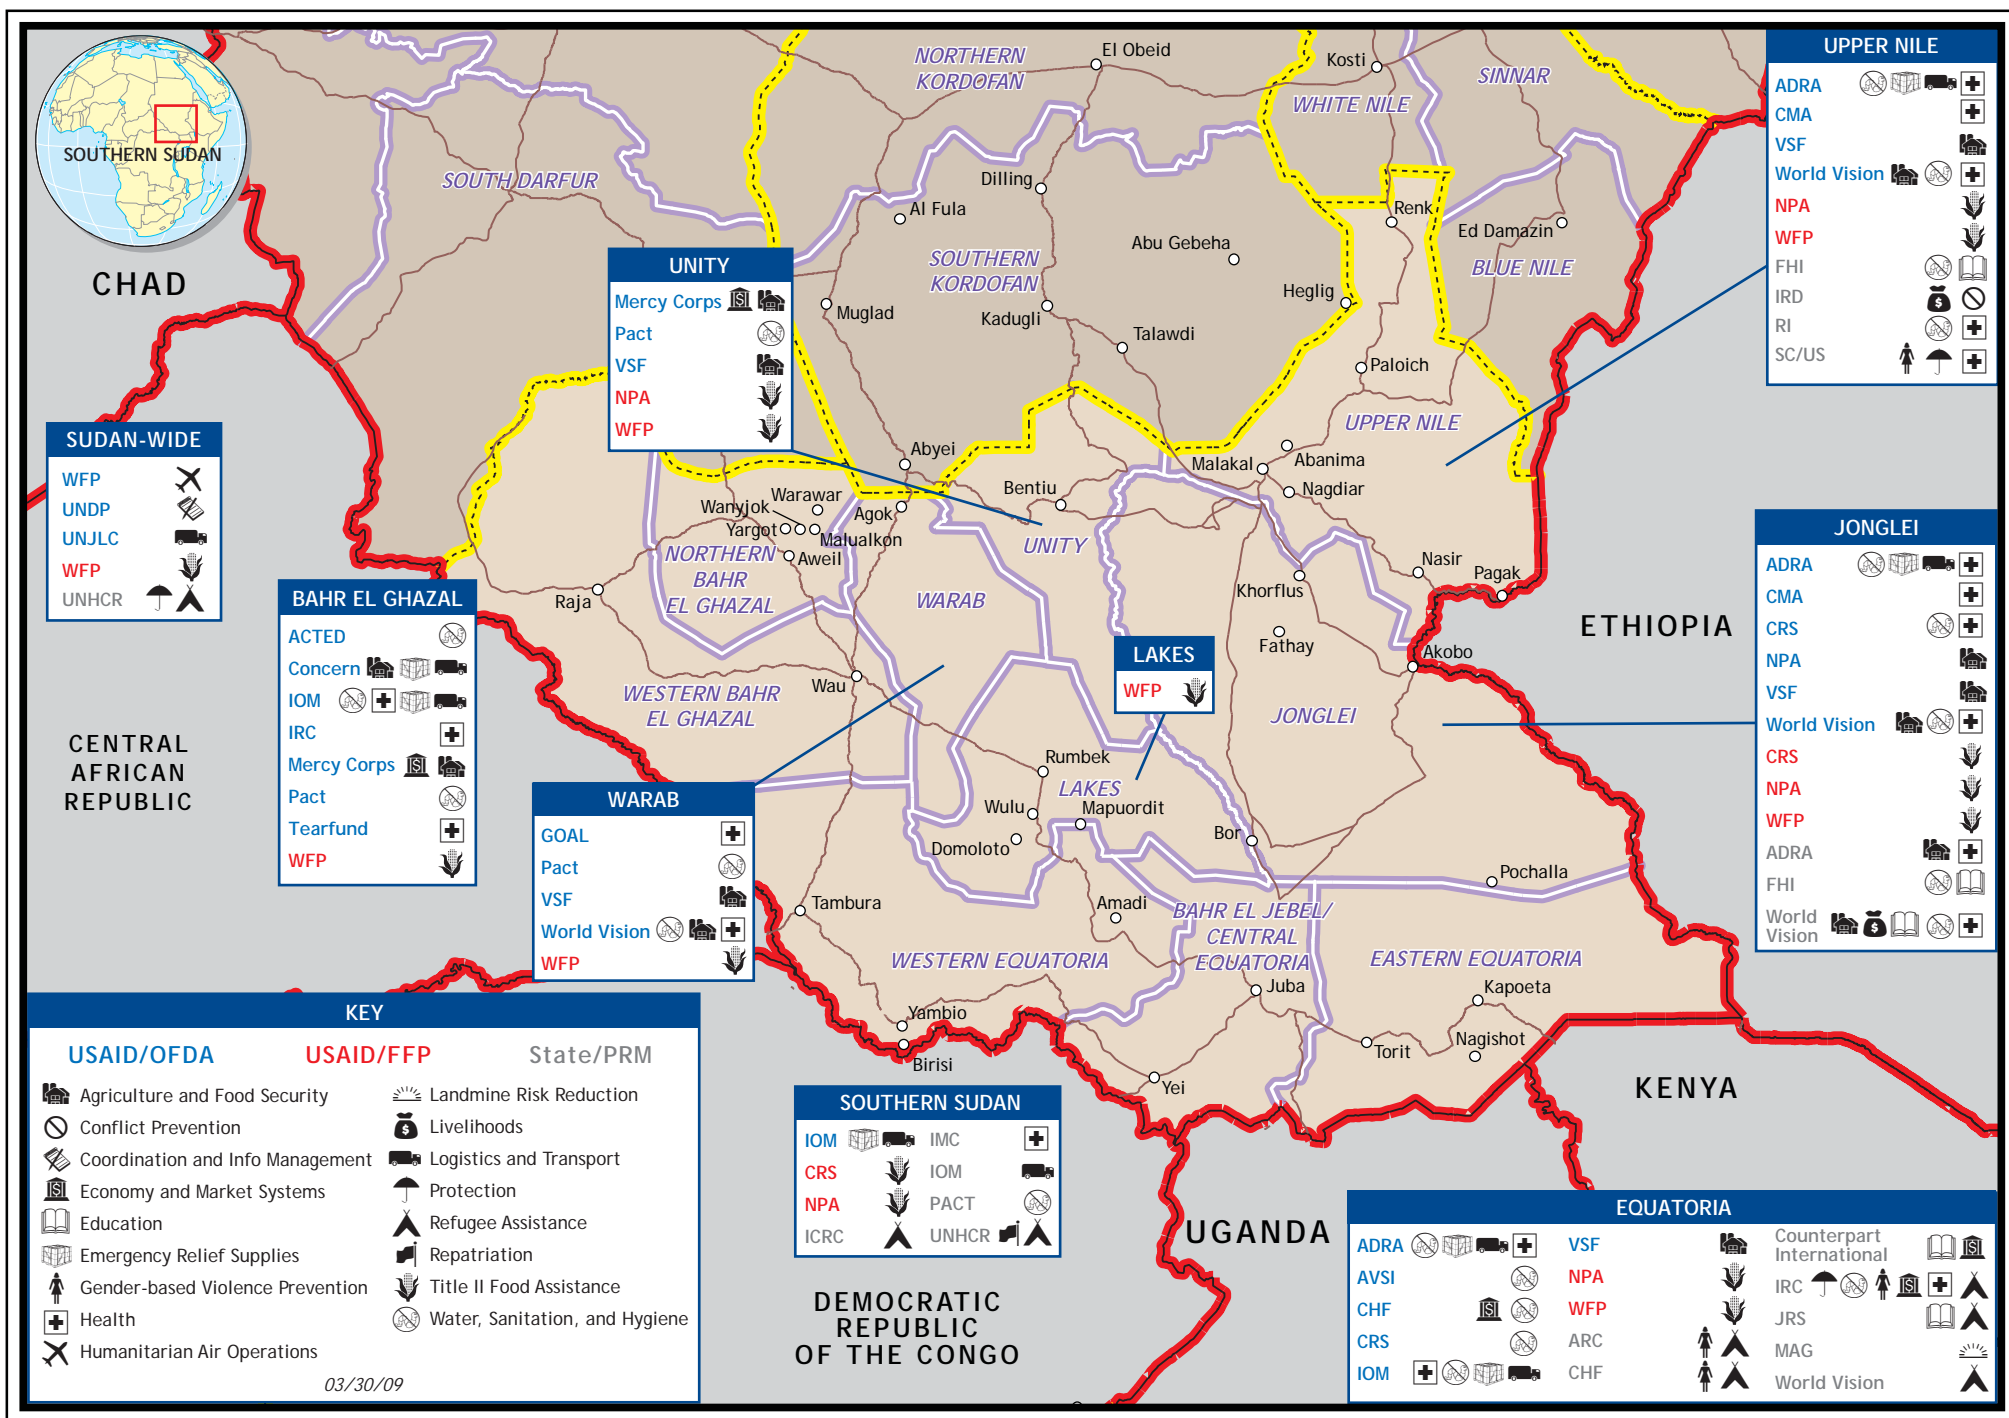 SOUTHERN SUDAN
CHAD
CENTRAL
AFRICAN
REPUBLIC
ETHIOPIA
KENYA
UGANDA
DEMOCRATIC
REPUBLIC
OF THE CONGO
NORTHERN
KORDOFAN
SOUTH DARFUR
SOUTHERN
KORDOFAN
WHITE NILE
SINNAR
BLUE NILE
UPPER NILE
UNITY
NORTHERN
BAHR
EL GHAZAL
WARAB
WESTERN BAHR
EL GHAZAL
JONGLEI
LAKES
WESTERN EQUATORIA
BAHR EL JEBEL/
CENTRAL
EQUATORIA
EASTERN EQUATORIA
El Obeid
Kosti
Dilling
Al Fula
Abu Gebeha
Renk
Ed Damazin
Heglig
Muglad
Kadugli
Talawdi
Paloich
Abyei
Abanima
Malakal
Nagdiar
Bentiu
Warawar
Wanyjok
Agok
Yargot
Malualkon
Aweil
Raja
Nasir
Pagak
Khorflus
Fathay
Akobo
Wau
Rumbek
Wulu
Mapuordit
Domoloto
Bor
Pochalla
Tambura
Amadi
Juba
Kapoeta
Yambio
Birisi
Torit
Nagishot
Yei
UPPER NILE
ADRA
CMA
VSF
World Vision
NPA
WFP
FHI
IRD
RI
SC/US
UNITY
Mercy Corps
Pact
VSF
NPA
WFP
SUDAN-WIDE
WFP
UNDP
UNJLC
WFP
UNHCR
BAHR EL GHAZAL
ACTED
Concern
IOM
IRC
Mercy Corps
Pact
Tearfund
WFP
LAKES
WFP
JONGLEI
ADRA
CMA
CRS
NPA
VSF
World Vision
CRS
NPA
WFP
ADRA
FHI
World
Vision
WARAB
GOAL
Pact
VSF
World Vision
WFP
SOUTHERN SUDAN
IOM
CRS
NPA
ICRC
IMC
IOM
PACT
UNHCR
EQUATORIA
ADRA
AVSI
CHF
CRS
IOM
VSF
NPA
WFP
ARC
CHF
Counterpart
International
IRC
JRS
MAG
World Vision
KEY
USAID/OFDA USAID/FFP State/PRM
Agriculture and Food Security
Conflict Prevention
Coordination and Info Management
Economy and Market Systems
Education
Emergency Relief Supplies
Gender-based Violence Prevention
Health
Humanitarian Air Operations
Landmine Risk Reduction
Livelihoods
Logistics and Transport
Protection
Refugee Assistance
Repatriation
Title II Food Assistance
Water, Sanitation, and Hygiene
03/30/09